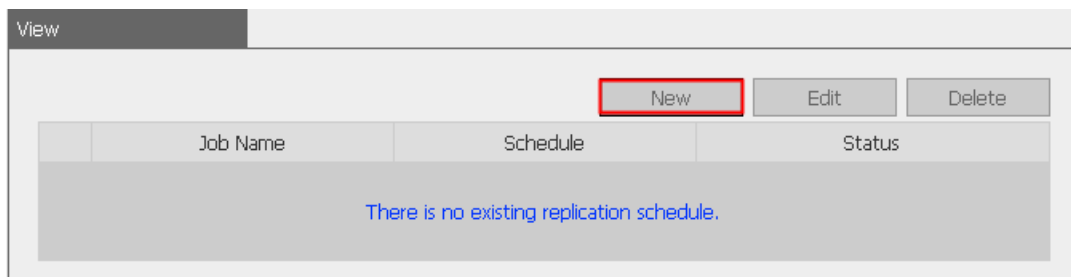 View
New Edit Delete
Job Name Schedule Status
There is no existing replication schedule.